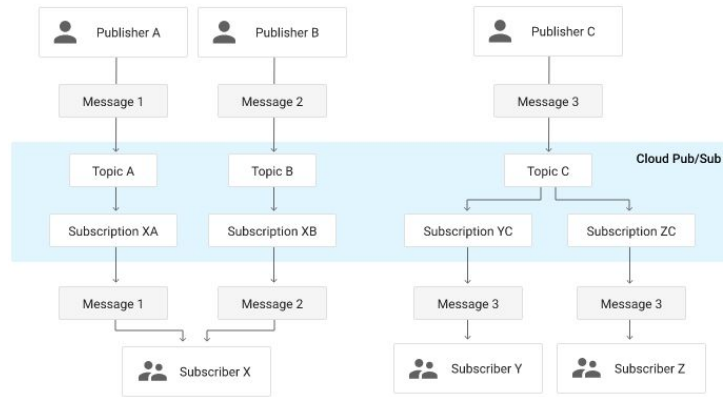 Publisher A
Publisher B
Publisher C
Message 1
Message 2
Message 3
Cloud Pub/Sub
Topic A
Topic B
Topic C
Subscription XA
Subscription XB
Subscription YC
Subscription ZC
Message 1
Message 2
Message 3
Message 3
Subscriber X
Subscriber Y
Subscriber Z